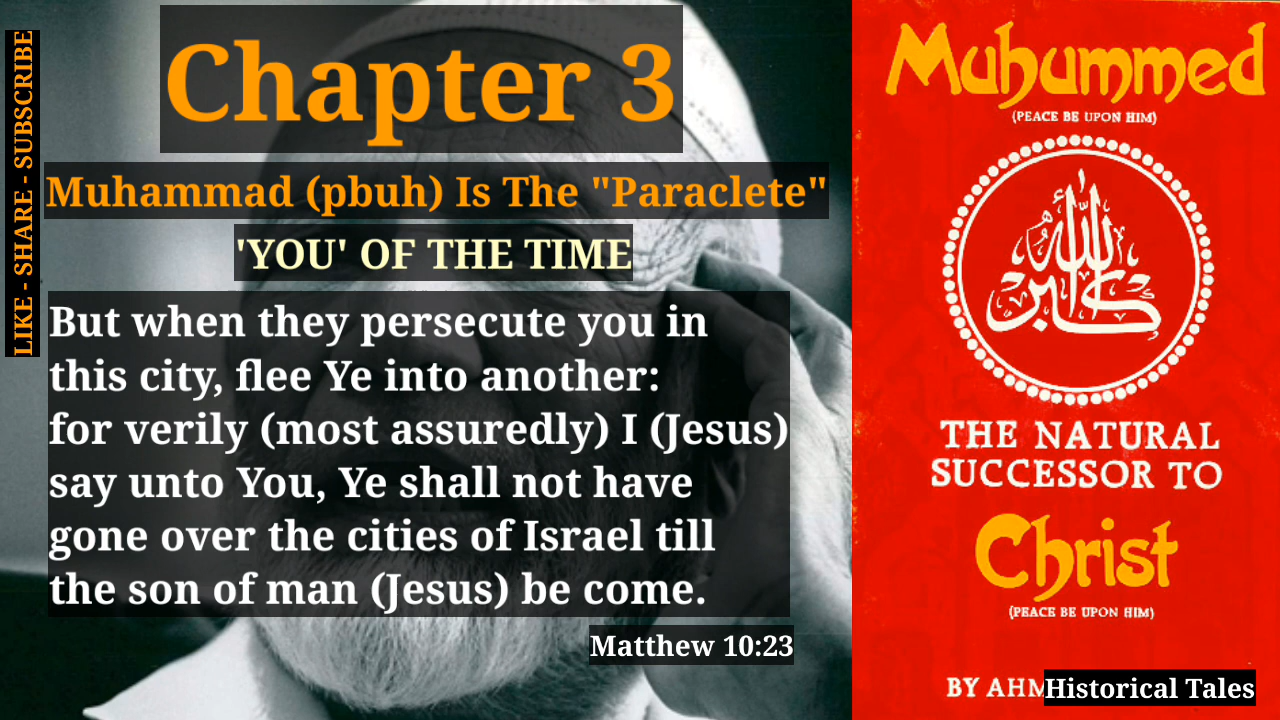 LIKE - SHARE - SUBSCRIBE
Chapter 3
Muhammad (pbuh) Is The "Paraclete"
'YOU' OF THE TIME
But when they persecute you in
this city, flee Ye into another:
for verily (most assuredly) I (Jesus)
say unto You, Ye shall not have
gone over the cities of Israel till
the son of man (Jesus) be come.
Matthew 10:23
Muhummed
(PEACE BE UPON HIM)
الله أكبر
THE NATURAL
SUCCESSOR TO
Christ
(PEACE BE UPON HIM)
BY AHM
Historical Tales